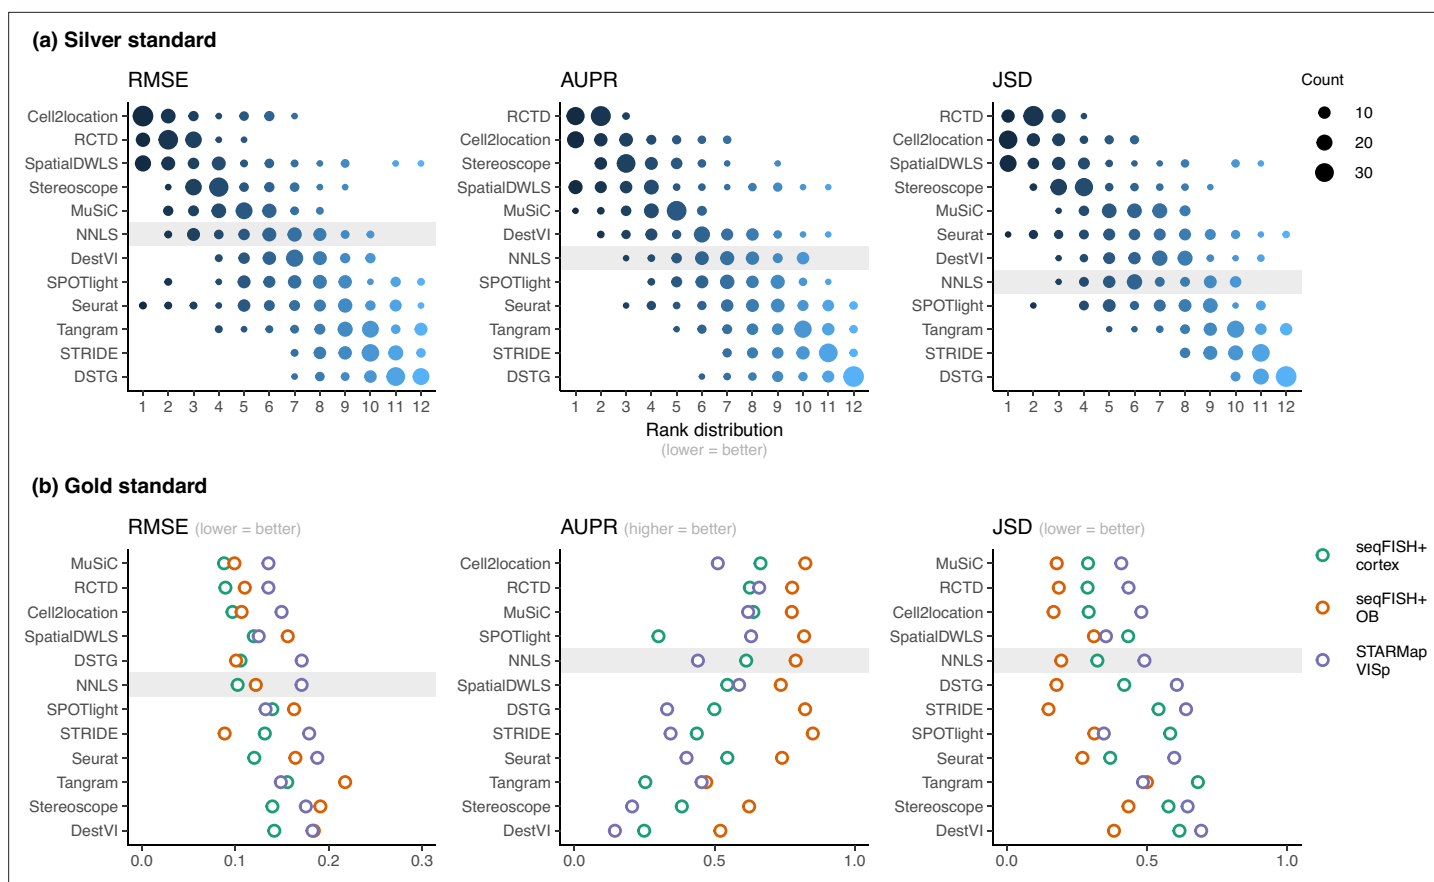 (a) Silver standard
RMSE
Cell2location
RCTD
SpatialDWLS
Stereoscope
MuSiC
NNLS
DestVI
SPOTlight
Seurat
Tangram
STRIDE
DSTG
1 2 3 4 5 6 7 8 9 10 11 12
AUPR
RCTD
Cell2location
Stereoscope
SpatialDWLS
MuSiC
DestVI
NNLS
SPOTlight
Seurat
Tangram
STRIDE
DSTG
1 2 3 4 5 6 7 8 9 10 11 12
Rank distribution
(lower = better)
JSD
RCTD
Cell2location
SpatialDWLS
Stereoscope
MuSiC
Seurat
DestVI
NNLS
SPOTlight
Tangram
STRIDE
DSTG
1 2 3 4 5 6 7 8 9 10 11 12
Count
10
20
30
(b) Gold standard
RMSE (lower = better)
MuSiC
RCTD
Cell2location
SpatialDWLS
DSTG
NNLS
SPOTlight
STRIDE
Seurat
Tangram
Stereoscope
DestVI
0.0 0.1 0.2 0.3
AUPR (higher = better)
Cell2location
RCTD
MuSiC
SPOTlight
NNLS
SpatialDWLS
DSTG
STRIDE
Seurat
Tangram
Stereoscope
DestVI
0.0 0.5 1.0
JSD (lower = better)
MuSiC
RCTD
Cell2location
SpatialDWLS
NNLS
DSTG
STRIDE
SPOTlight
Seurat
Tangram
Stereoscope
DestVI
0.0 0.5 1.0
seqFISH+
cortex
seqFISH+
OB
STARMap
VISp